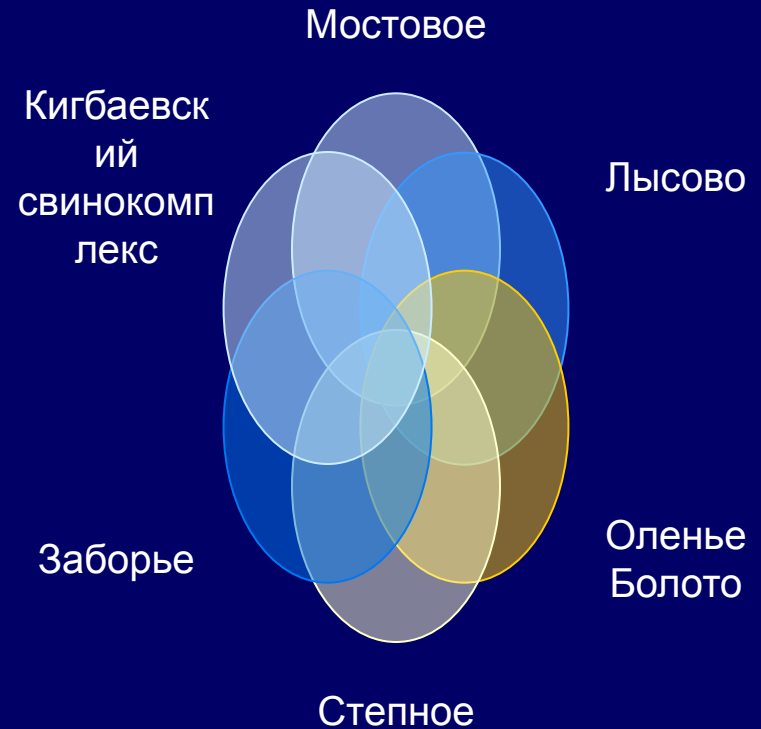 Мостовое
Кигбаевск
ий
свинокомп
лекс
Лысово
Заборье
Оленье
Болото
Степное